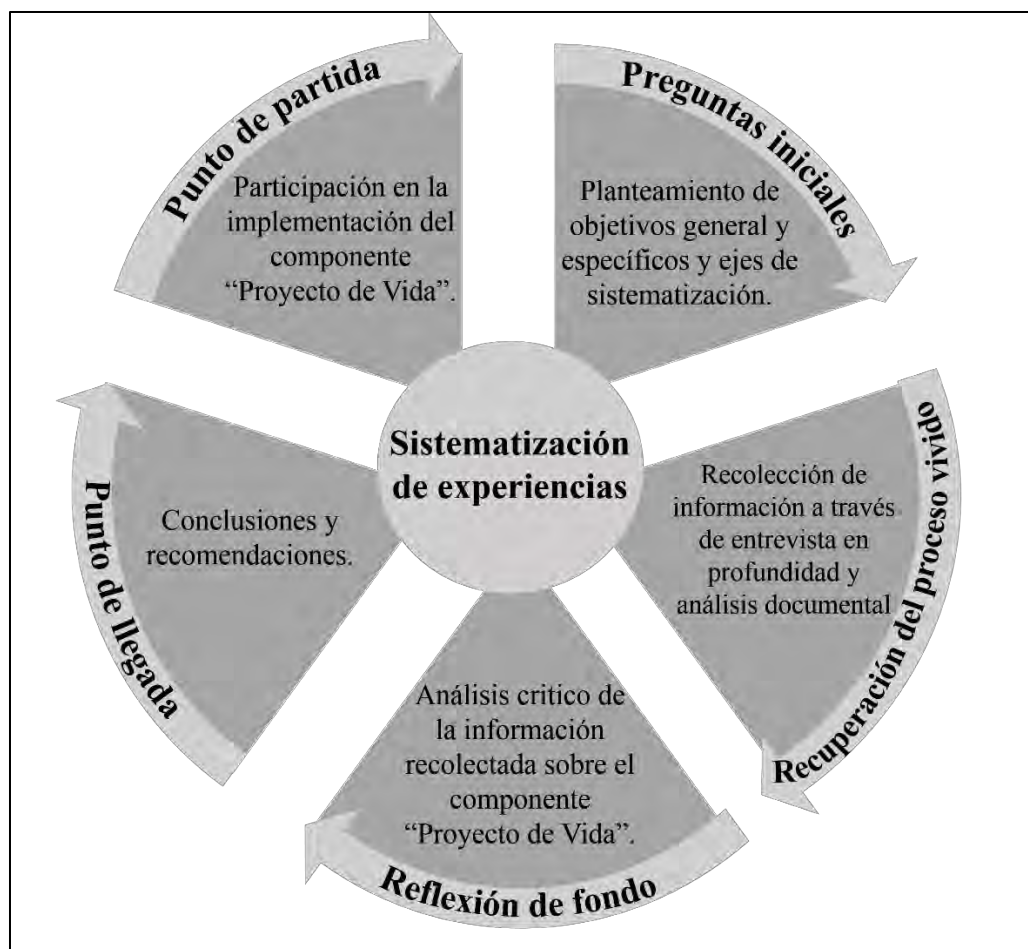 Punto de partida
Participación en la
implementación del
componente
“Proyecto de Vida”.
Preguntas iniciales
Planteamiento de
objetivos general y
específicos y ejes de
sistematización.
Sistematización
de experiencias
Recuperación del proceso vivido
Recolección de
información a través
de entrevista en
profundidad y
análisis documental
Reflexión de fondo
Análisis critico de
la información
recolectada sobre el
componente
“Proyecto de Vida”.
Punto de llegada
Conclusiones y
recomendaciones.